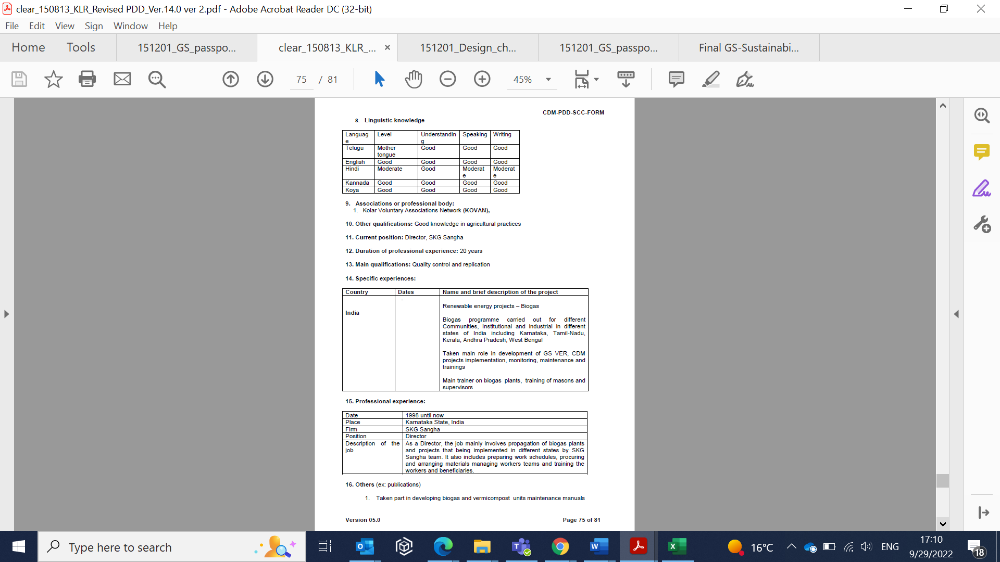 clear_150813_KLR_Revised PDD_Ver.14.0 ver 2.pdf - Adobe Acrobat Reader DC (32-bit)
File Edit View Sign Window Help
Home Tools 151201_GS_passpo... clear_150813_KLR_... × 151201_Design_ch... 151201_GS_passpo... Final GS-Sustainabi...
75 / 81 45%
CDM-PDD-SCC-FORM
8. Linguistic knowledge
Languag Level Understandin Speaking Writing
e g
Telugu Mother Good Good Good
tongue
English Good Good Good Good
Hindi Moderate Good Moderat Moderat
e e
Kannada Good Good Good Good
Koya Good Good Good Good
9. Associations or professional body:
1. Kolar Voluntary Associations Network (KOVAN),
10. Other qualifications: Good knowledge in agricultural practices
11. Current position: Director, SKG Sangha
12. Duration of professional experience: 20 years
13. Main qualifications: Quality control and replication
14. Specific experiences:
Country Dates Name and brief description of the project
-
Renewable energy projects – Biogas
India
Biogas programme carried out for different
Communities, Institutional and industrial in different
states of India including Karnataka, Tamil-Nadu,
Kerala, Andhra Pradesh, West Bengal
Taken main role in development of GS VER, CDM
projects implementation, monitoring, maintenance and
trainings
Main trainer on biogas plants, training of masons and
supervisors
15. Professional experience:
Date 1998 until now
Place Karnataka State, India
Firm SKG Sangha
Position Director
Description of the As a Director, the job mainly involves propagation of biogas plants
job and projects that being implemented in different states by SKG
Sangha team. It also includes preparing work schedules, procuring
and arranging materials managing workers teams and training the
workers and beneficiaries.
16. Others (ex: publications)
1. Taken part in developing biogas and vermicompost units maintenance manuals
Version 05.0 Page 75 of 81
Type here to search
16°C ENG 17:10
9/29/2022 18